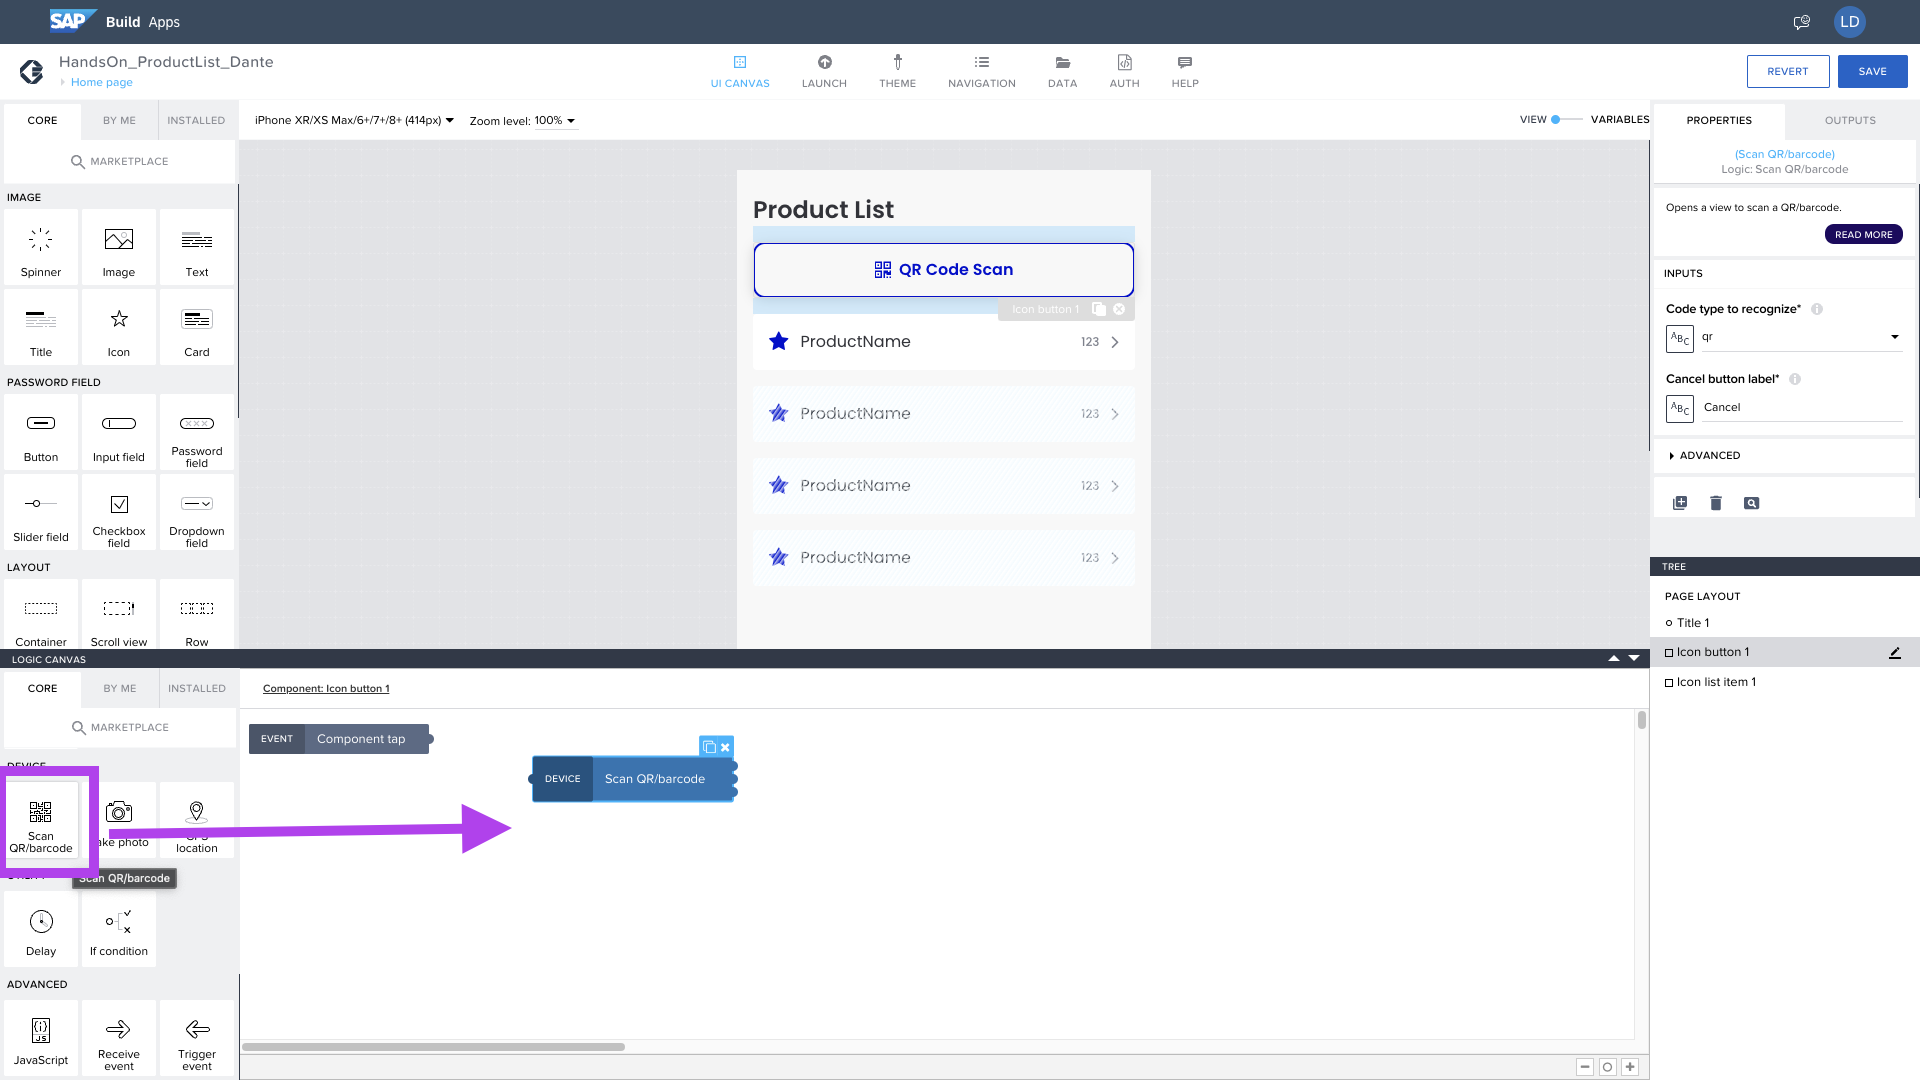 SAP Build Apps
LD
HandsOn_ProductList_Dante
Home page
UI CANVAS
LAUNCH
THEME
NAVIGATION
DATA
AUTH
HELP
REVERT
SAVE
CORE
BY ME
INSTALLED
MARKETPLACE
IMAGE
Spinner
Image
Text
Title
Icon
Card
PASSWORD FIELD
Button
Input field
Password
field
Slider field
Checkbox
field
Dropdown
field
LAYOUT
Container
Scroll view
Row
iPhone XR/XS Max/6+/7+/8+ (414px)
Zoom level: 100%
VIEW
VARIABLES
Product List
QR Code Scan
Icon button 1
ProductName 123
ProductName 123
ProductName 123
ProductName 123
PROPERTIES
OUTPUTS
(Scan QR/barcode)
Logic: Scan QR/barcode
Opens a view to scan a QR/barcode.
READ MORE
INPUTS
Code type to recognize*
ABC
qr
Cancel button label*
ABC
Cancel
ADVANCED
TREE
PAGE LAYOUT
Title 1
Icon button 1
Icon list item 1
LOGIC CANVAS
CORE
BY ME
INSTALLED
MARKETPLACE
DEVICE
Scan
QR/barcode
ake photo
GPS
location
Scan QR/barcode
Delay
If condition
ADVANCED
{i}
JS
JavaScript
Receive
event
Trigger
event
Component: Icon button 1
EVENT Component tap
DEVICE Scan QR/barcode